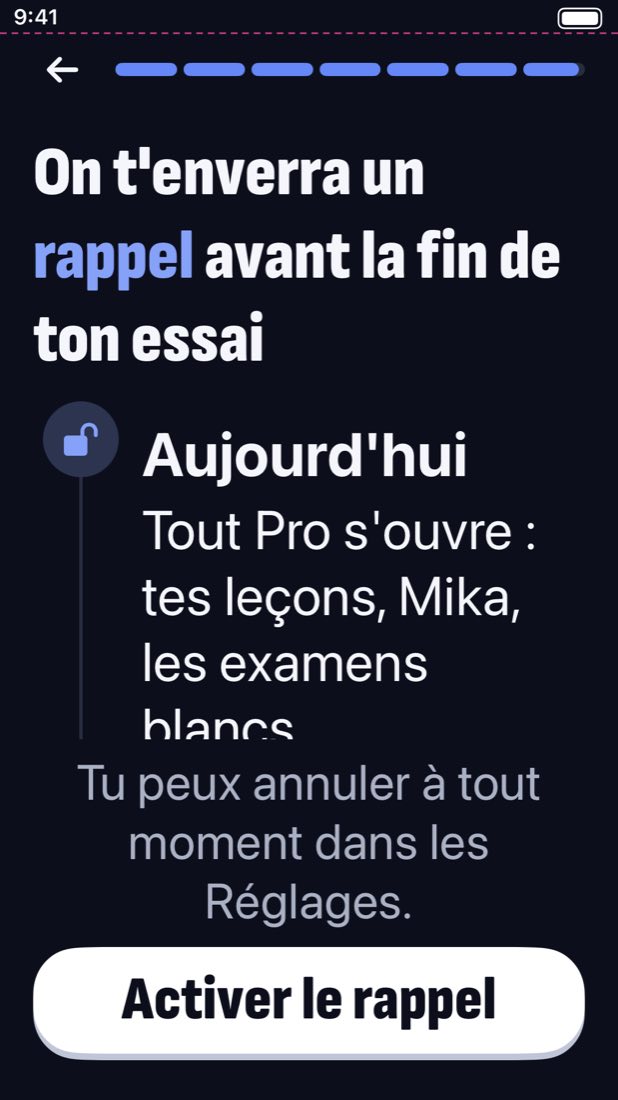 9:41
On t'enverra un
rappel avant la fin de
ton essai
Aujourd'hui
Tout Pro s'ouvre :
tes leçons, Mika,
les examens
blancs
Tu peux annuler à tout
moment dans les
Réglages.
Activer le rappel